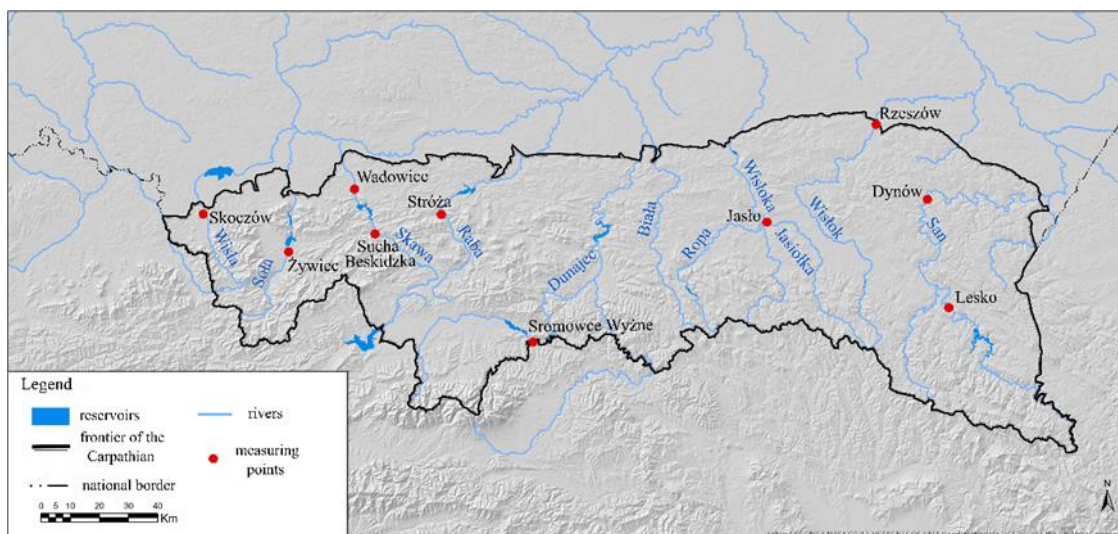 Rzeszów
Wadowice
Stróża
Dynów
Skoczów
Wisła
Soła
Żywiec
Sucha
Beskidzka
Skawa
Raba
Dunajec
Biała
Ropa
Jasło
Wisłoka
Jasiołka
Wisłok
San
Lesko
Sromowce Wyżne
Legend
reservoirs
rivers
frontier of the
Carpathian
measuring
points
national border
0 5 10 20 30 40
Km
N